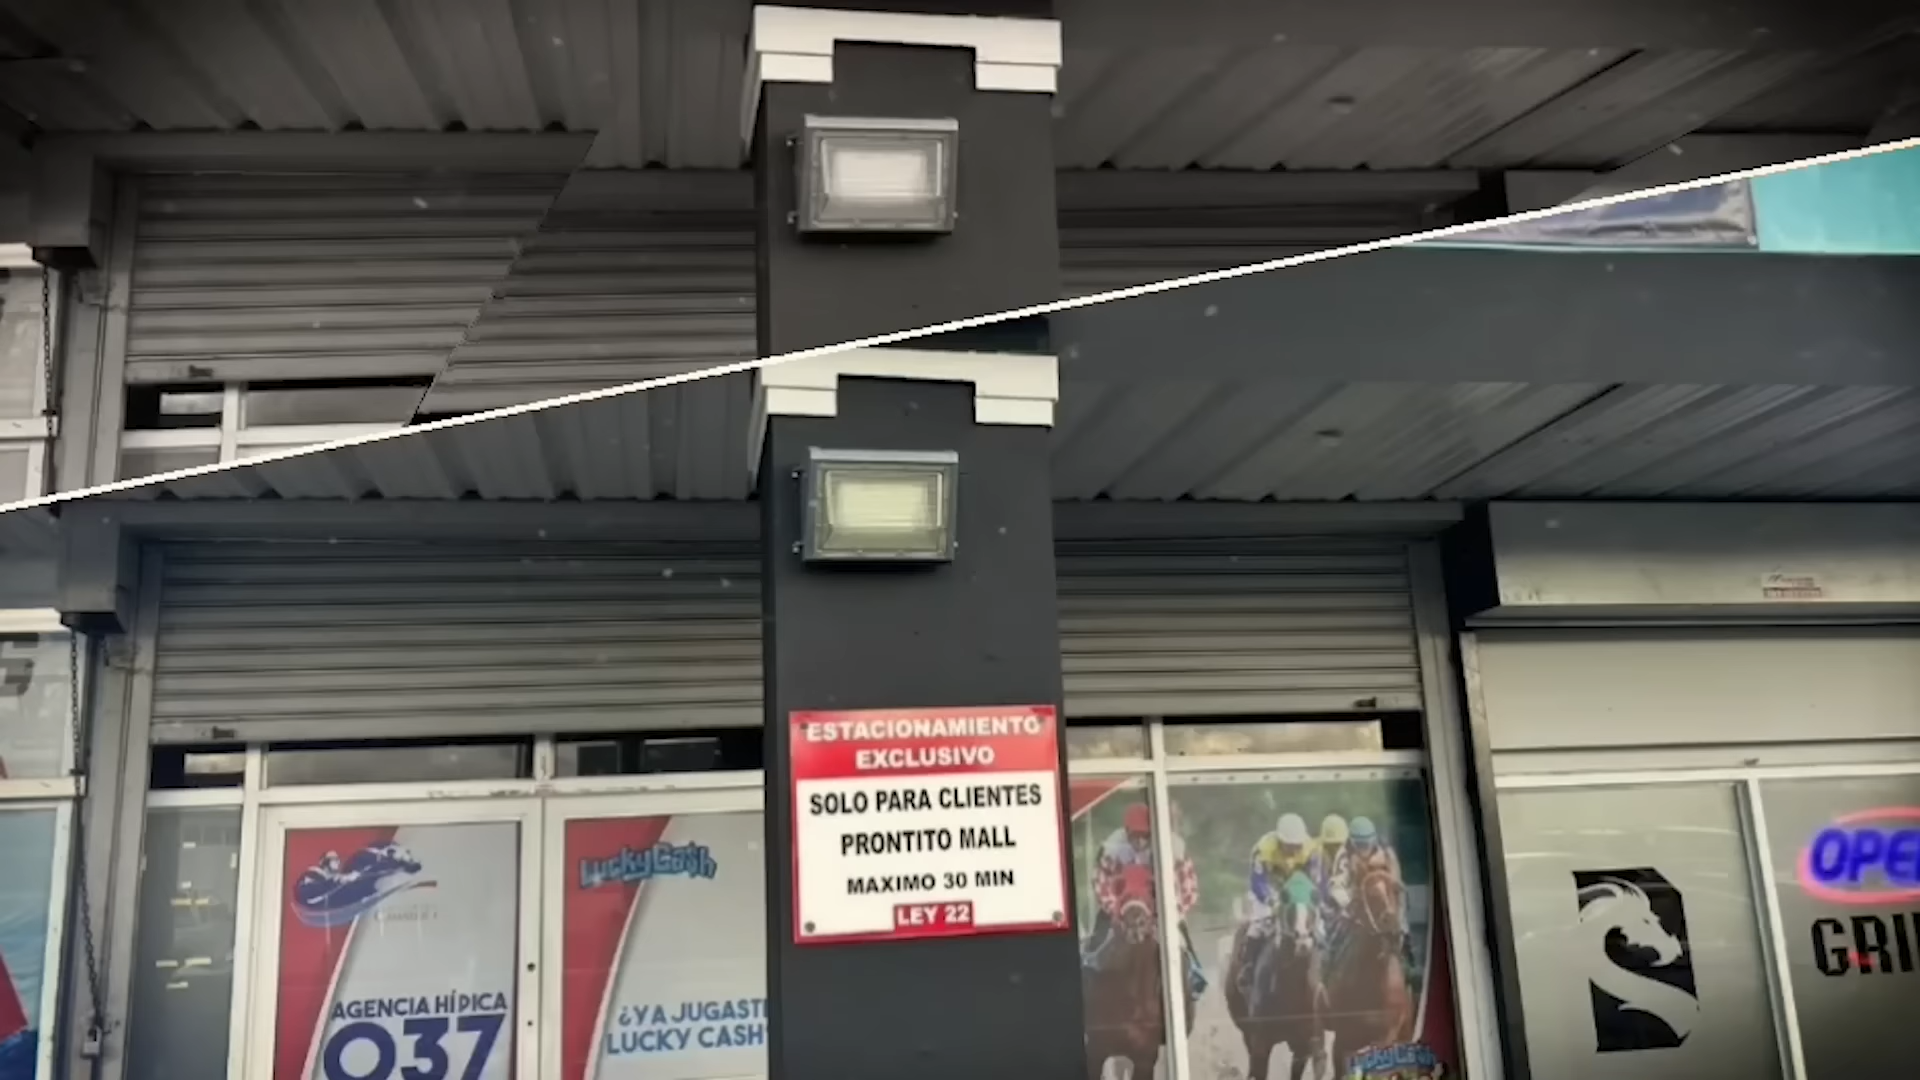 ESTACIONAMIENTO
EXCLUSIVO
SOLO PARA CLIENTES
PRONTITO MALL
MAXIMO 30 MIN
LEY 22
LuckyCash
AGENCIA HÍPICA
037
¿YA JUGASTE
LUCKY CASH
LuckyCash
OPE
GRI